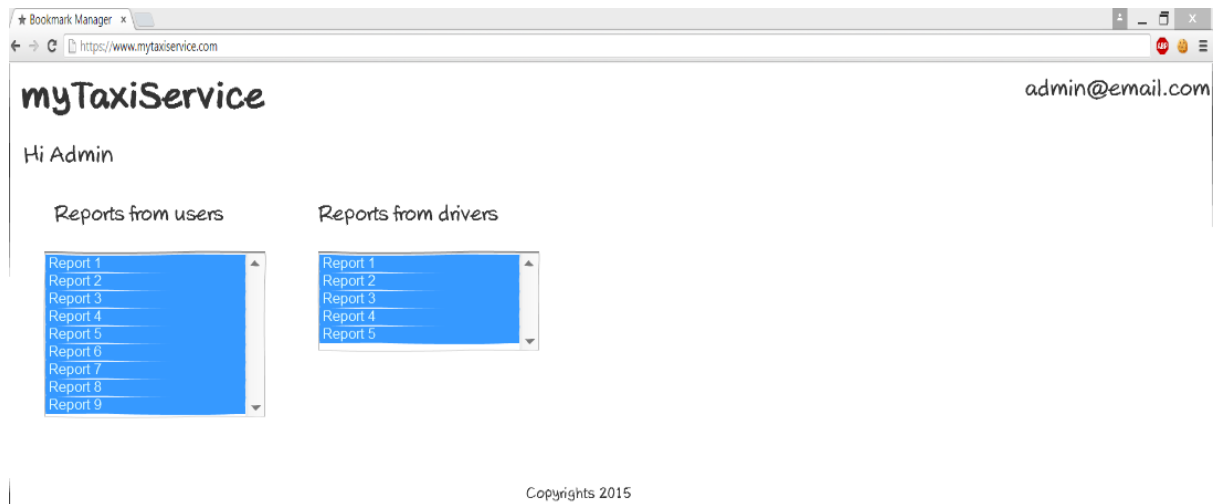 Bookmark Manager
https://www.mytaxiservice.com
myTaxiService
admin@email.com
Hi Admin
Reports from users
Report 1
Report 2
Report 3
Report 4
Report 5
Report 6
Report 7
Report 8
Report 9
Reports from drivers
Report 1
Report 2
Report 3
Report 4
Report 5
Copyrights 2015